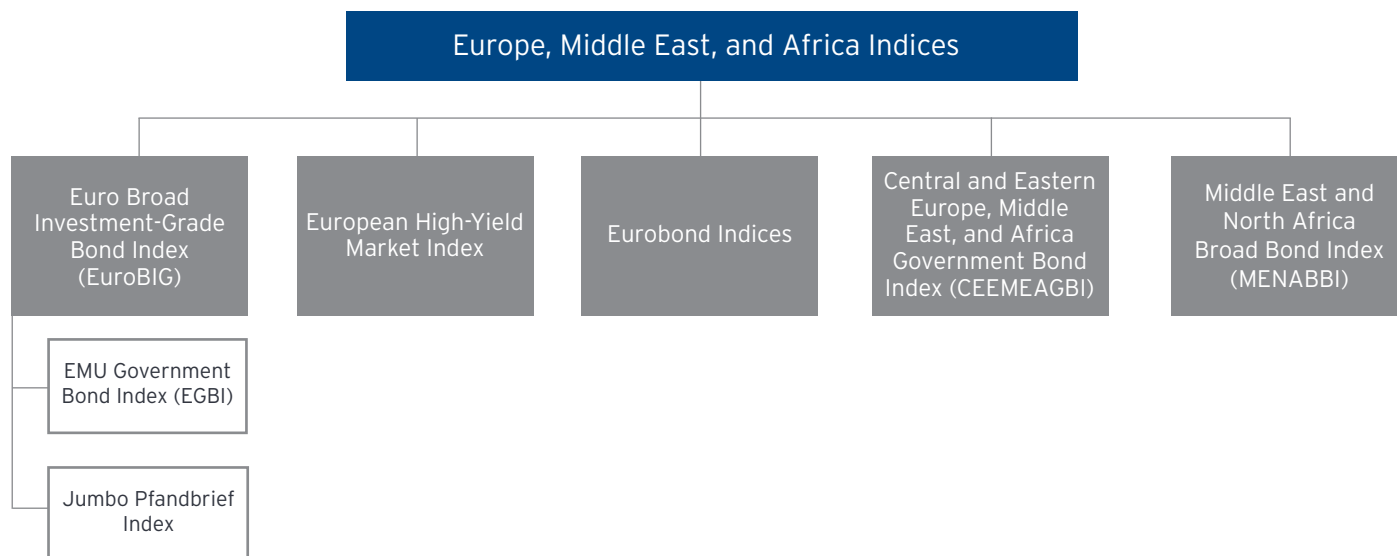 Europe, Middle East, and Africa Indices
Euro Broad
Investment-Grade
Bond Index
(EuroBIG)
European High-Yield
Market Index
Eurobond Indices
Central and Eastern
Europe, Middle
East, and Africa
Government Bond
Index (CEEMEAGBI)
Middle East and
North Africa
Broad Bond Index
(MENABBI)
EMU Government
Bond Index (EGBI)
Jumbo Pfandbrief
Index